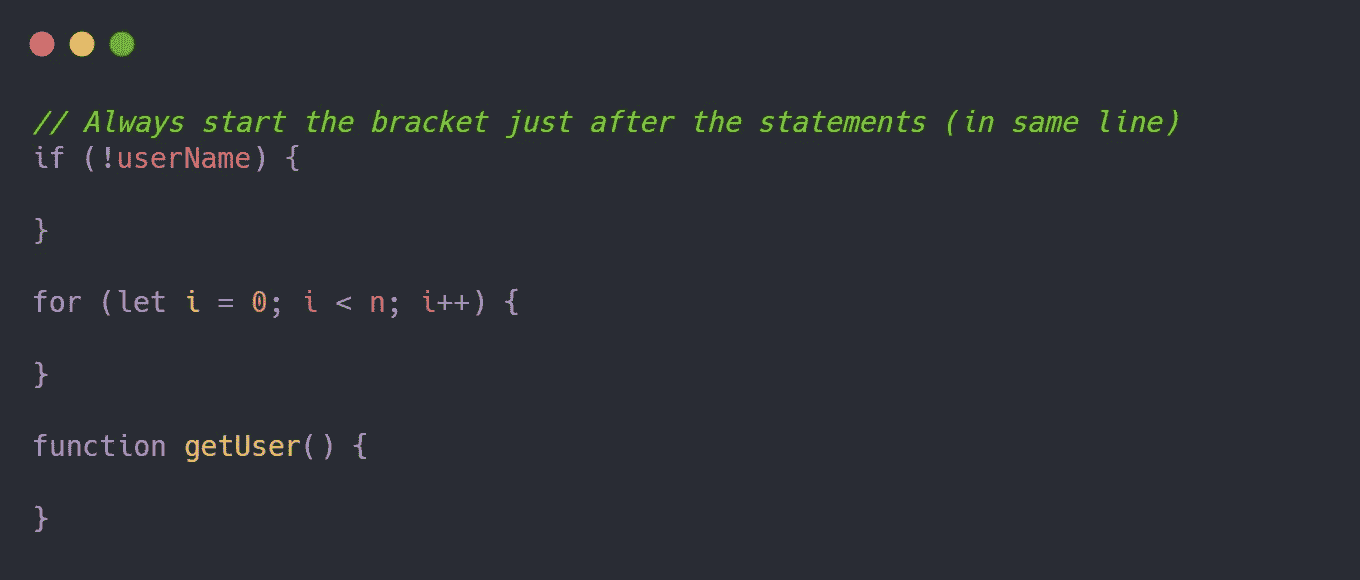 // Always start the bracket just after the statements (in same line)
if (!userName) {
}
for (let i = 0; i < n; i++) {
}
function getUser() {
}